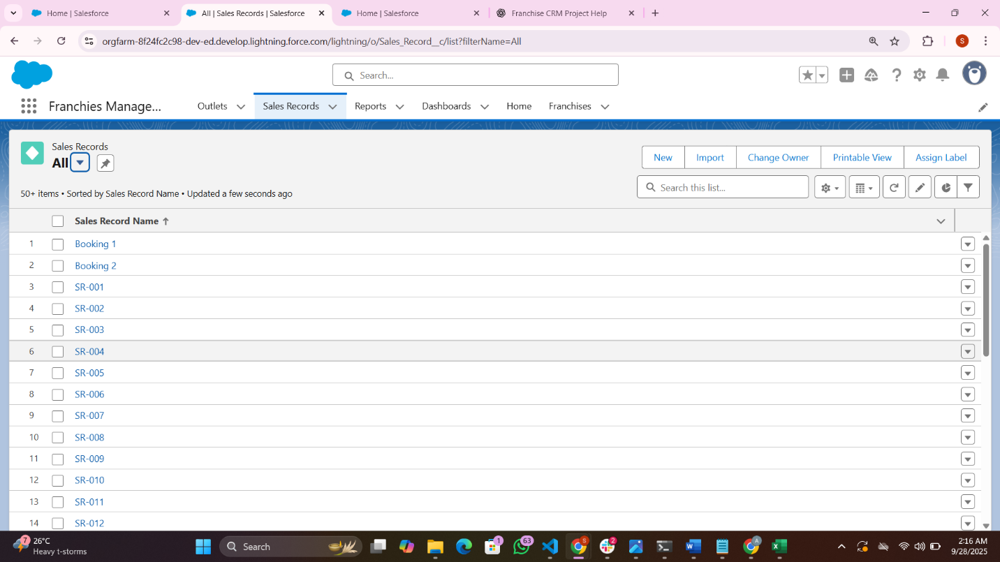 Home | Salesforce
All | Sales Records | Salesforce
Home | Salesforce
Franchise CRM Project Help
orgfarm-8f24fc2c98-dev-ed.develop.lightning.force.com/lightning/o/Sales_Record__c/list?filterName=All
S
Search...
Franchies Manage...
Outlets
Sales Records
Reports
Dashboards
Home
Franchises
Sales Records
All
New
Import
Change Owner
Printable View
Assign Label
50+ items • Sorted by Sales Record Name • Updated a few seconds ago
Search this list...
Sales Record Name
1 Booking 1
2 Booking 2
3 SR-001
4 SR-002
5 SR-003
6 SR-004
7 SR-005
8 SR-006
9 SR-007
10 SR-008
11 SR-009
12 SR-010
13 SR-011
14 SR-012
7
26°C
Heavy t-storms
Search
1
63
S
2
A
2:16 AM
9/28/2025